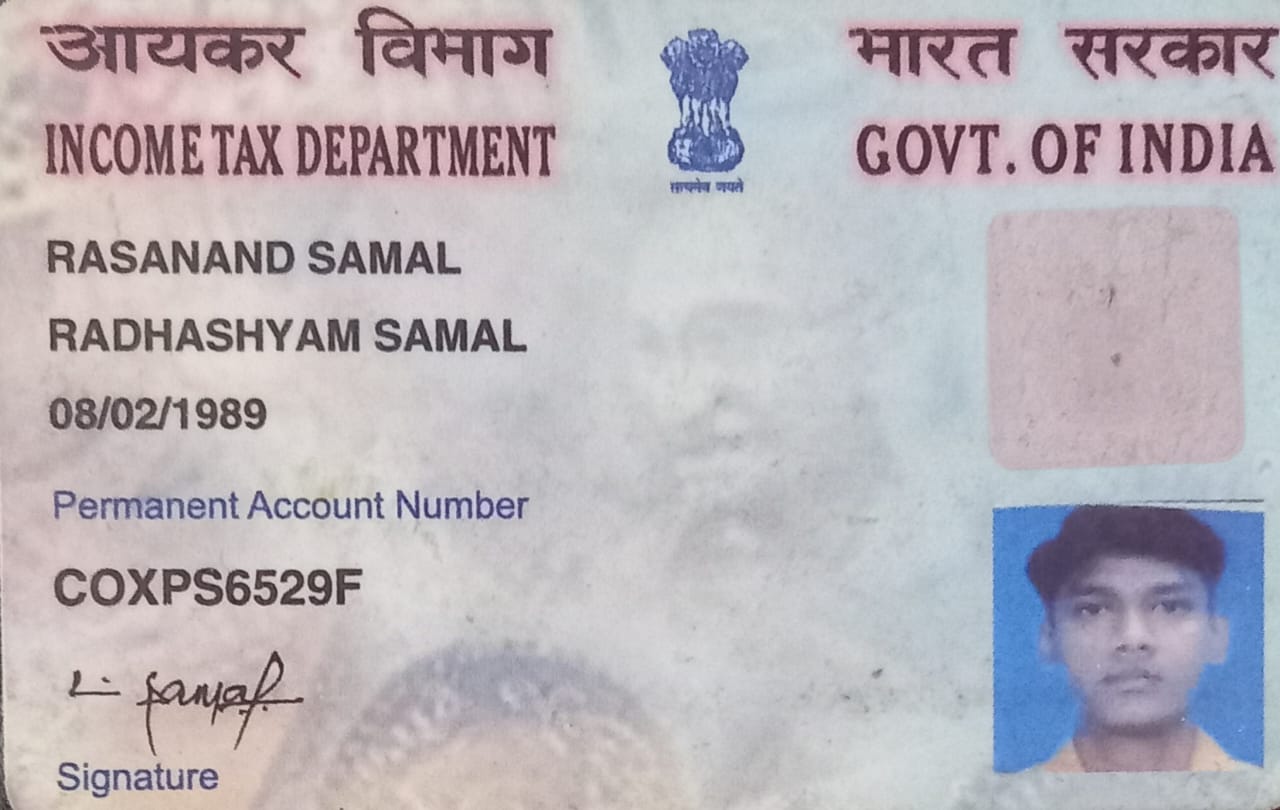 आयकर विभाग
भारत सरकार
INCOME TAX DEPARTMENT
GOVT. OF INDIA
सत्यमेव जयते
RASANAND SAMAL
RADHASHYAM SAMAL
08/02/1989
Permanent Account Number
COXPS6529F
Samal
Signature